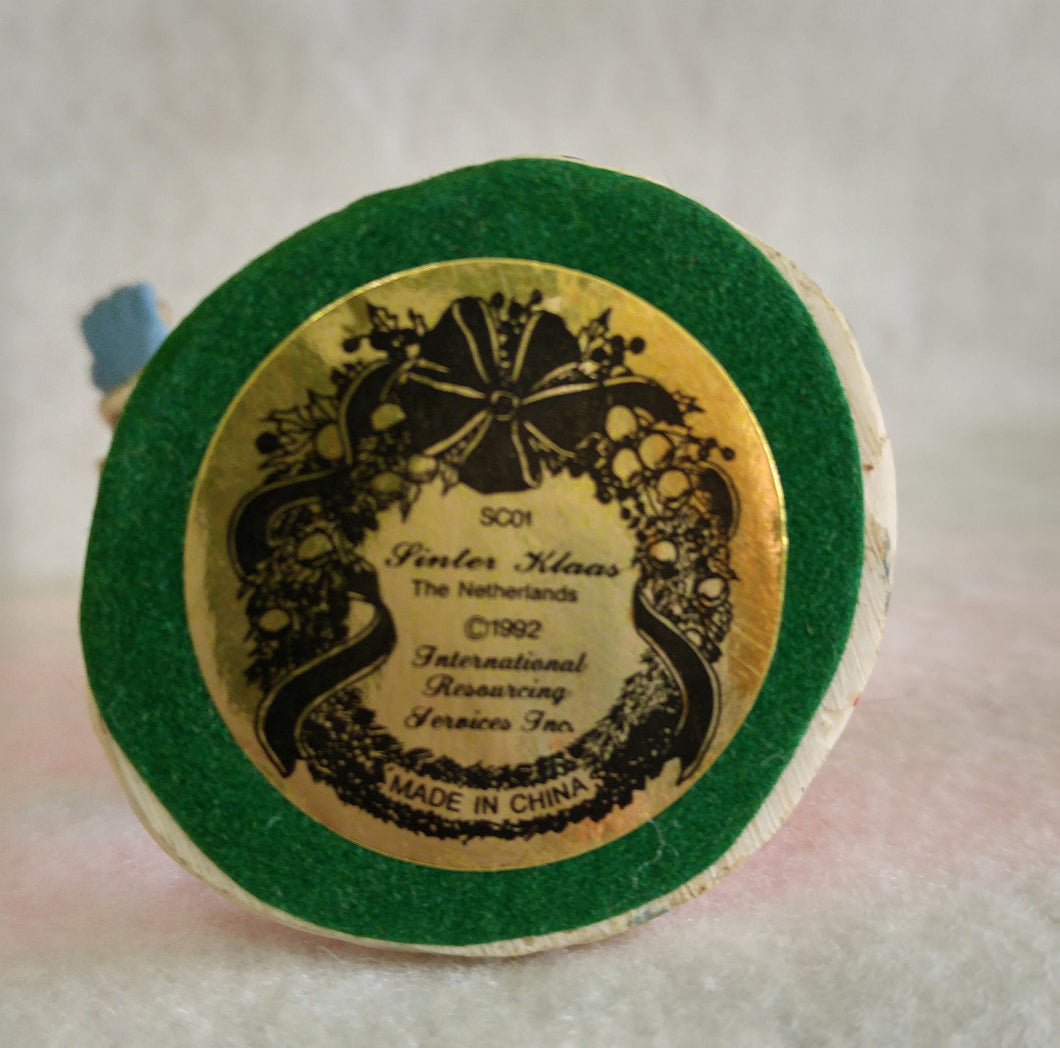 SC01
Sinter Klaas
The Netherlands
©1992
International
Resourcing
Services Inc.
MADE IN CHINA